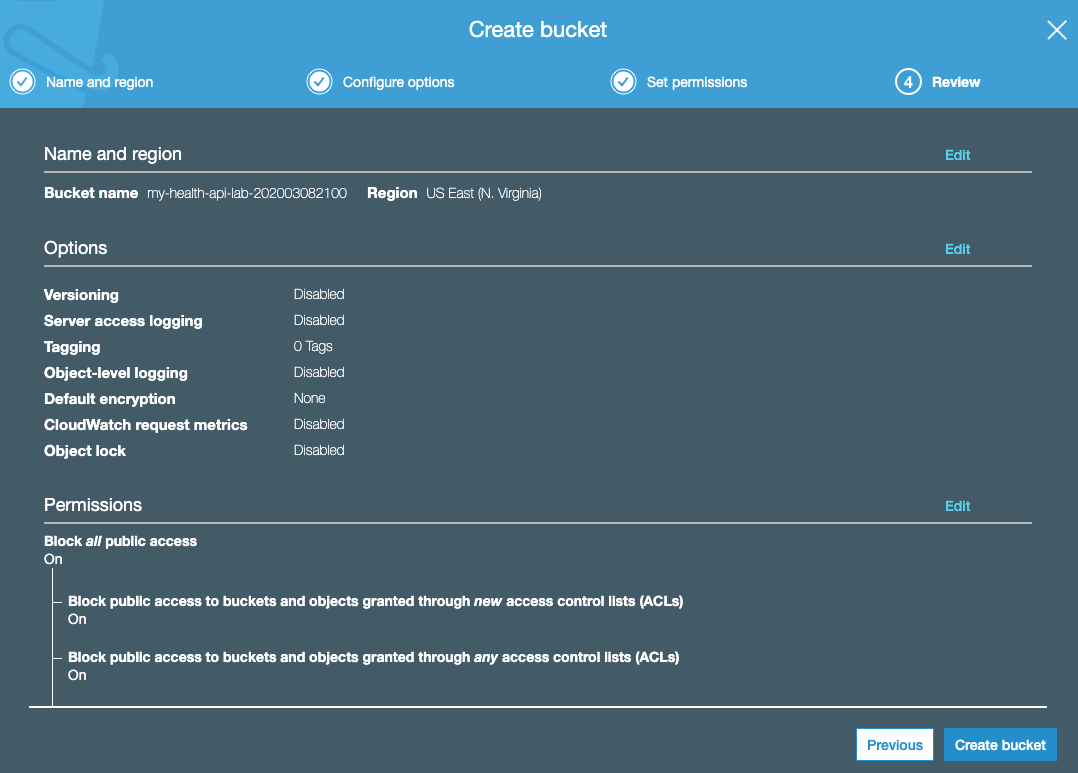 Create bucket
Name and region
Configure options
Set permissions
4 Review
Name and region Edit
Bucket name my-health-api-lab-202003082100 Region US East (N. Virginia)
Options Edit
Versioning Disabled
Server access logging Disabled
Tagging 0 Tags
Object-level logging Disabled
Default encryption None
CloudWatch request metrics Disabled
Object lock Disabled
Permissions Edit
Block all public access
On
Block public access to buckets and objects granted through new access control lists (ACLs)
On
Block public access to buckets and objects granted through any access control lists (ACLs)
On
Previous Create bucket